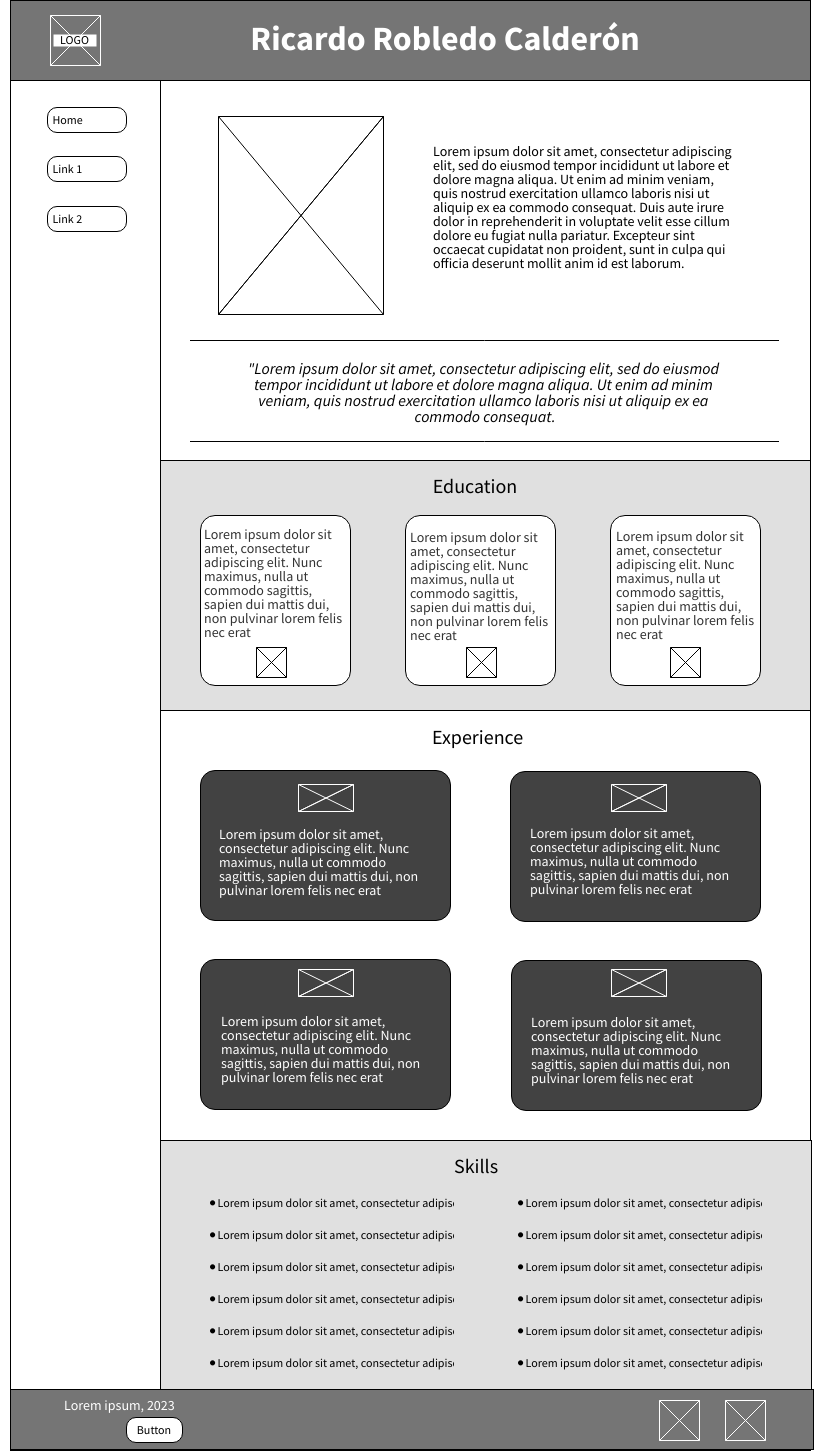 LOGO
Ricardo Robledo Calderón
Home
Link 1
Link 2
Lorem ipsum dolor sit amet, consectetur adipiscing
elit, sed do eiusmod tempor incididunt ut labore et
dolore magna aliqua. Ut enim ad minim veniam,
quis nostrud exercitation ullamco laboris nisi ut
aliquip ex ea commodo consequat. Duis aute irure
dolor in reprehenderit in voluptate velit esse cillum
dolore eu fugiat nulla pariatur. Excepteur sint
occaecat cupidatat non proident, sunt in culpa qui
officia deserunt mollit anim id est laborum.
"Lorem ipsum dolor sit amet, consectetur adipiscing elit, sed do eiusmod
tempor incididunt ut labore et dolore magna aliqua. Ut enim ad minim
veniam, quis nostrud exercitation ullamco laboris nisi ut aliquip ex ea
commodo consequat.
Education
Lorem ipsum dolor sit
amet, consectetur
adipiscing elit. Nunc
maximus, nulla ut
commodo sagittis,
sapien dui mattis dui,
non pulvinar lorem felis
nec erat
Lorem ipsum dolor sit
amet, consectetur
adipiscing elit. Nunc
maximus, nulla ut
commodo sagittis,
sapien dui mattis dui,
non pulvinar lorem felis
nec erat
Lorem ipsum dolor sit
amet, consectetur
adipiscing elit. Nunc
maximus, nulla ut
commodo sagittis,
sapien dui mattis dui,
non pulvinar lorem felis
nec erat
Experience
Lorem ipsum dolor sit amet,
consectetur adipiscing elit. Nunc
maximus, nulla ut commodo
sagittis, sapien dui mattis dui, non
pulvinar lorem felis nec erat
Lorem ipsum dolor sit amet,
consectetur adipiscing elit. Nunc
maximus, nulla ut commodo
sagittis, sapien dui mattis dui, non
pulvinar lorem felis nec erat
Lorem ipsum dolor sit amet,
consectetur adipiscing elit. Nunc
maximus, nulla ut commodo
sagittis, sapien dui mattis dui, non
pulvinar lorem felis nec erat
Lorem ipsum dolor sit amet,
consectetur adipiscing elit. Nunc
maximus, nulla ut commodo
sagittis, sapien dui mattis dui, non
pulvinar lorem felis nec erat
Skills
• Lorem ipsum dolor sit amet, consectetur adipisc
• Lorem ipsum dolor sit amet, consectetur adipisc
• Lorem ipsum dolor sit amet, consectetur adipisc
• Lorem ipsum dolor sit amet, consectetur adipisc
• Lorem ipsum dolor sit amet, consectetur adipisc
• Lorem ipsum dolor sit amet, consectetur adipisc
• Lorem ipsum dolor sit amet, consectetur adipisc
• Lorem ipsum dolor sit amet, consectetur adipisc
• Lorem ipsum dolor sit amet, consectetur adipisc
• Lorem ipsum dolor sit amet, consectetur adipisc
• Lorem ipsum dolor sit amet, consectetur adipisc
• Lorem ipsum dolor sit amet, consectetur adipisc
Lorem ipsum, 2023
Button